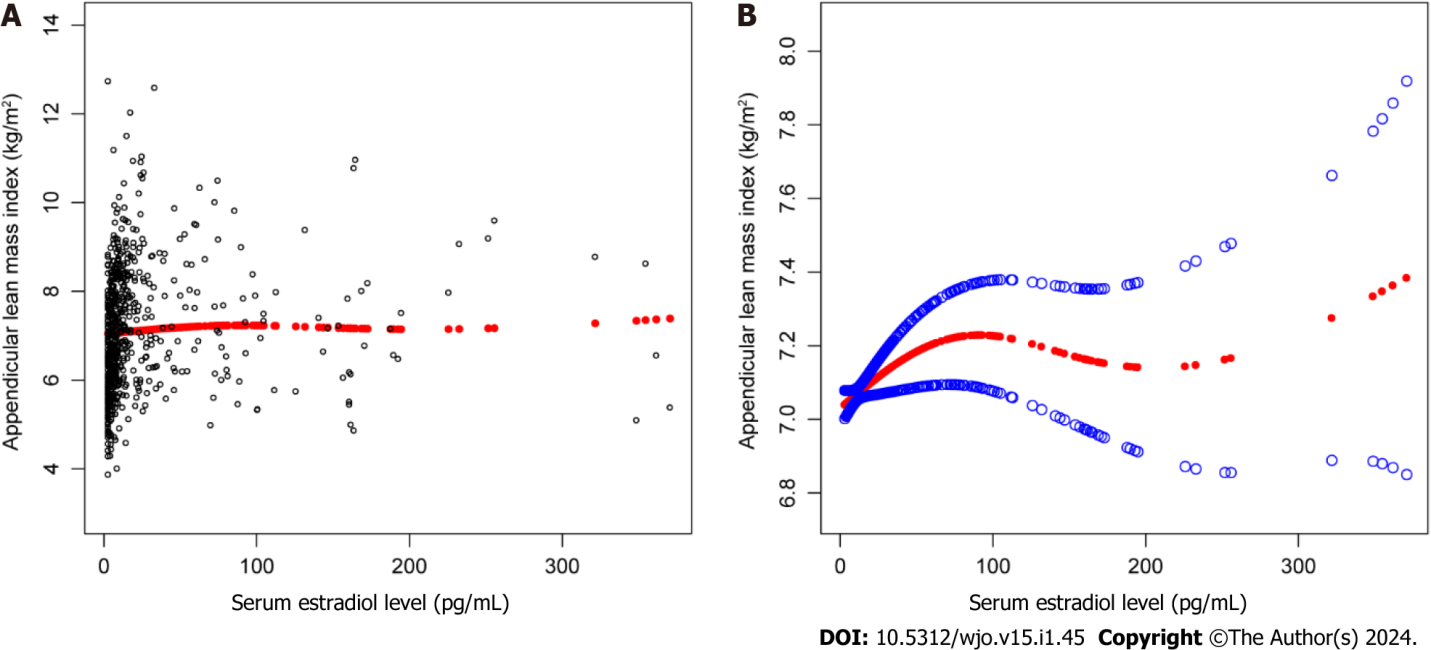 A
Appendicular lean mass index (kg/m²)
14
12
10
8
6
4
0 100 200 300
Serum estradiol level (pg/mL)
B
Appendicular lean mass index (kg/m²)
8.0
7.8
7.6
7.4
7.2
7.0
6.8
0 100 200 300
Serum estradiol level (pg/mL)
DOI: 10.5312/wjo.v15.i1.45 Copyright ©The Author(s) 2024.